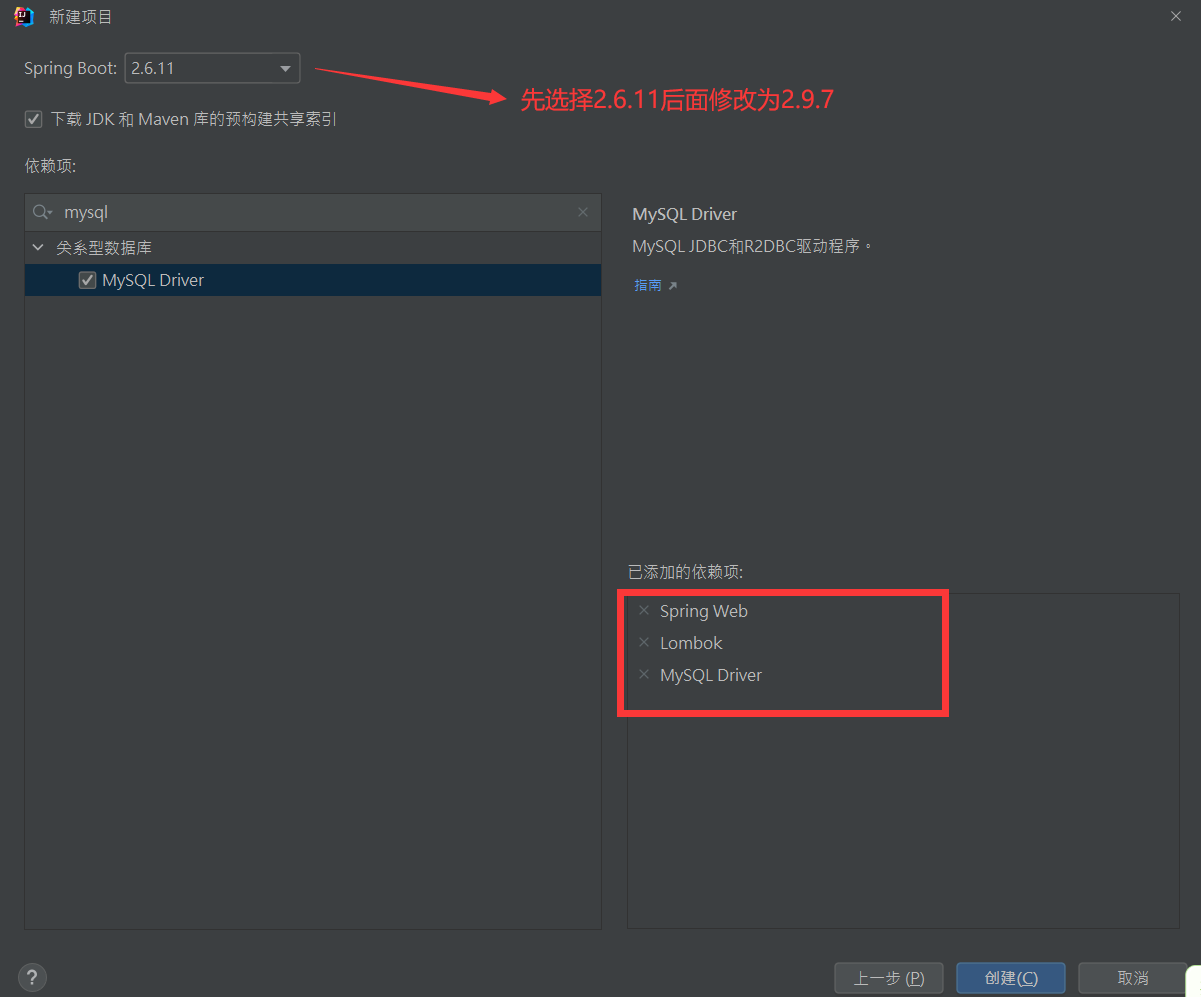 新建项目
Spring Boot: 2.6.11
先选择2.6.11后面修改为2.9.7
下载 JDK 和 Maven 库的预构建共享索引
依赖项:
mysql
关系型数据库
MySQL Driver
MySQL Driver
MySQL JDBC和R2DBC驱动程序。
指南
已添加的依赖项:
Spring Web
Lombok
MySQL Driver
?
上一步 (P)
创建(C)
取消